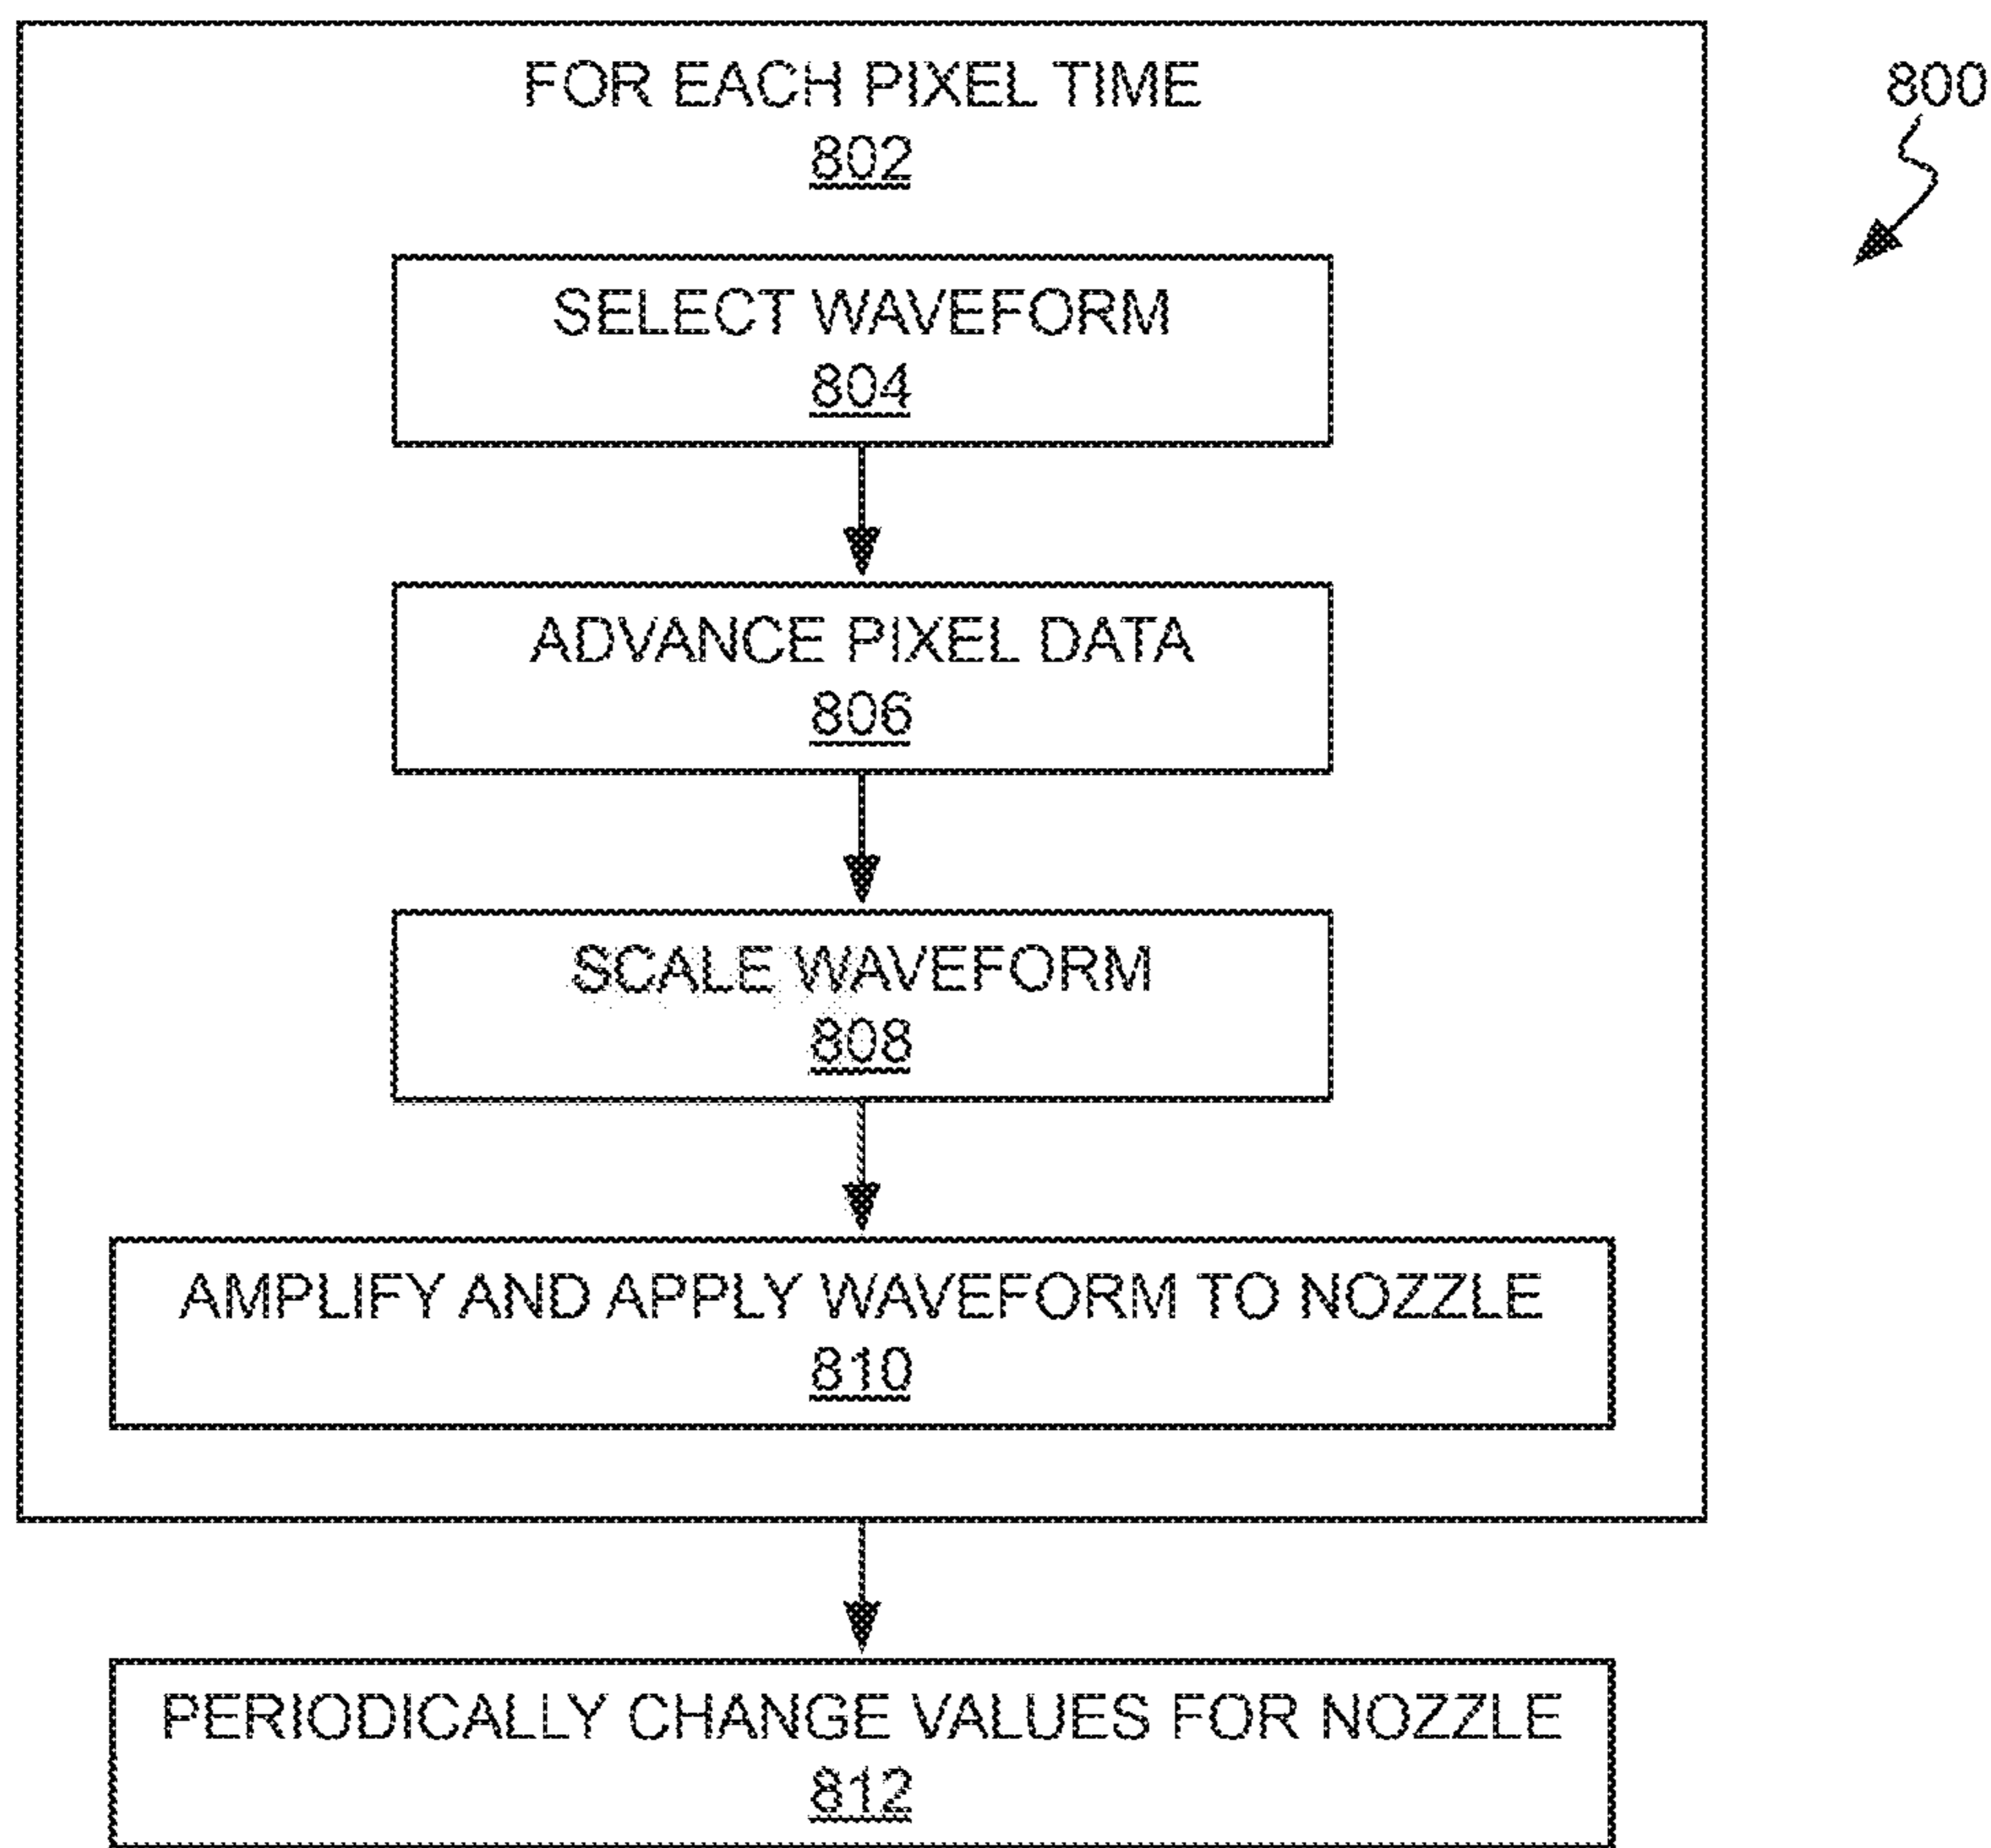 FOR EACH PIXEL TIME
802
800
SELECT WAVEFORM
804
ADVANCE PIXEL DATA
806
SCALE WAVEFORM
808
AMPLIFY AND APPLY WAVEFORM TO NOZZLE
810
PERIODICALLY CHANGE VALUES FOR NOZZLE
812